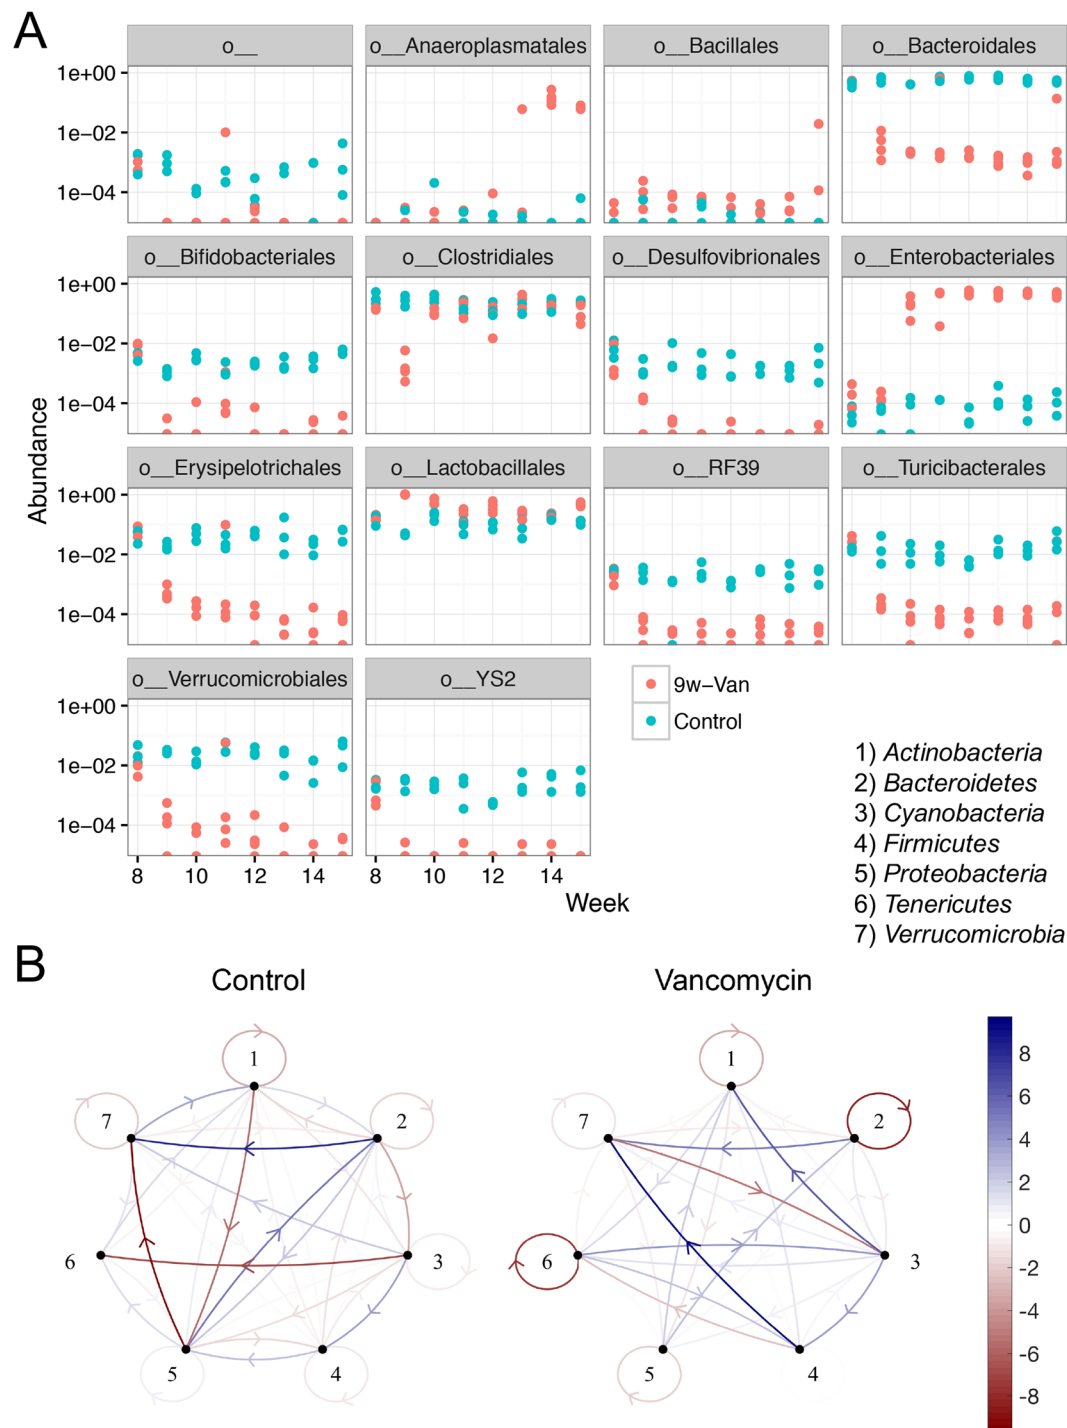 A
o__ o__Anaeroplasmatales o__Bacillales o__Bacteroidales
1e+00
1e−02
1e−04
o__Bifidobacteriales o__Clostridiales o__Desulfovibrionales o__Enterobacteriales
1e+00
1e−02
1e−04
Abundance
o__Erysipelotrichales o__Lactobacillales o__RF39 o__Turicibacterales
1e+00
1e−02
1e−04
o__Verrucomicrobiales o__YS2
1e+00
1e−02
1e−04
8 10 12 14 8 10 12 14
Week
9w−Van
Control
1) Actinobacteria
2) Bacteroidetes
3) Cyanobacteria
4) Firmicutes
5) Proteobacteria
6) Tenericutes
7) Verrucomicrobia
B
Control Vancomycin
1
2
3
4
5
6
7
1
2
3
4
5
6
7
8
6
4
2
0
-2
-4
-6
-8